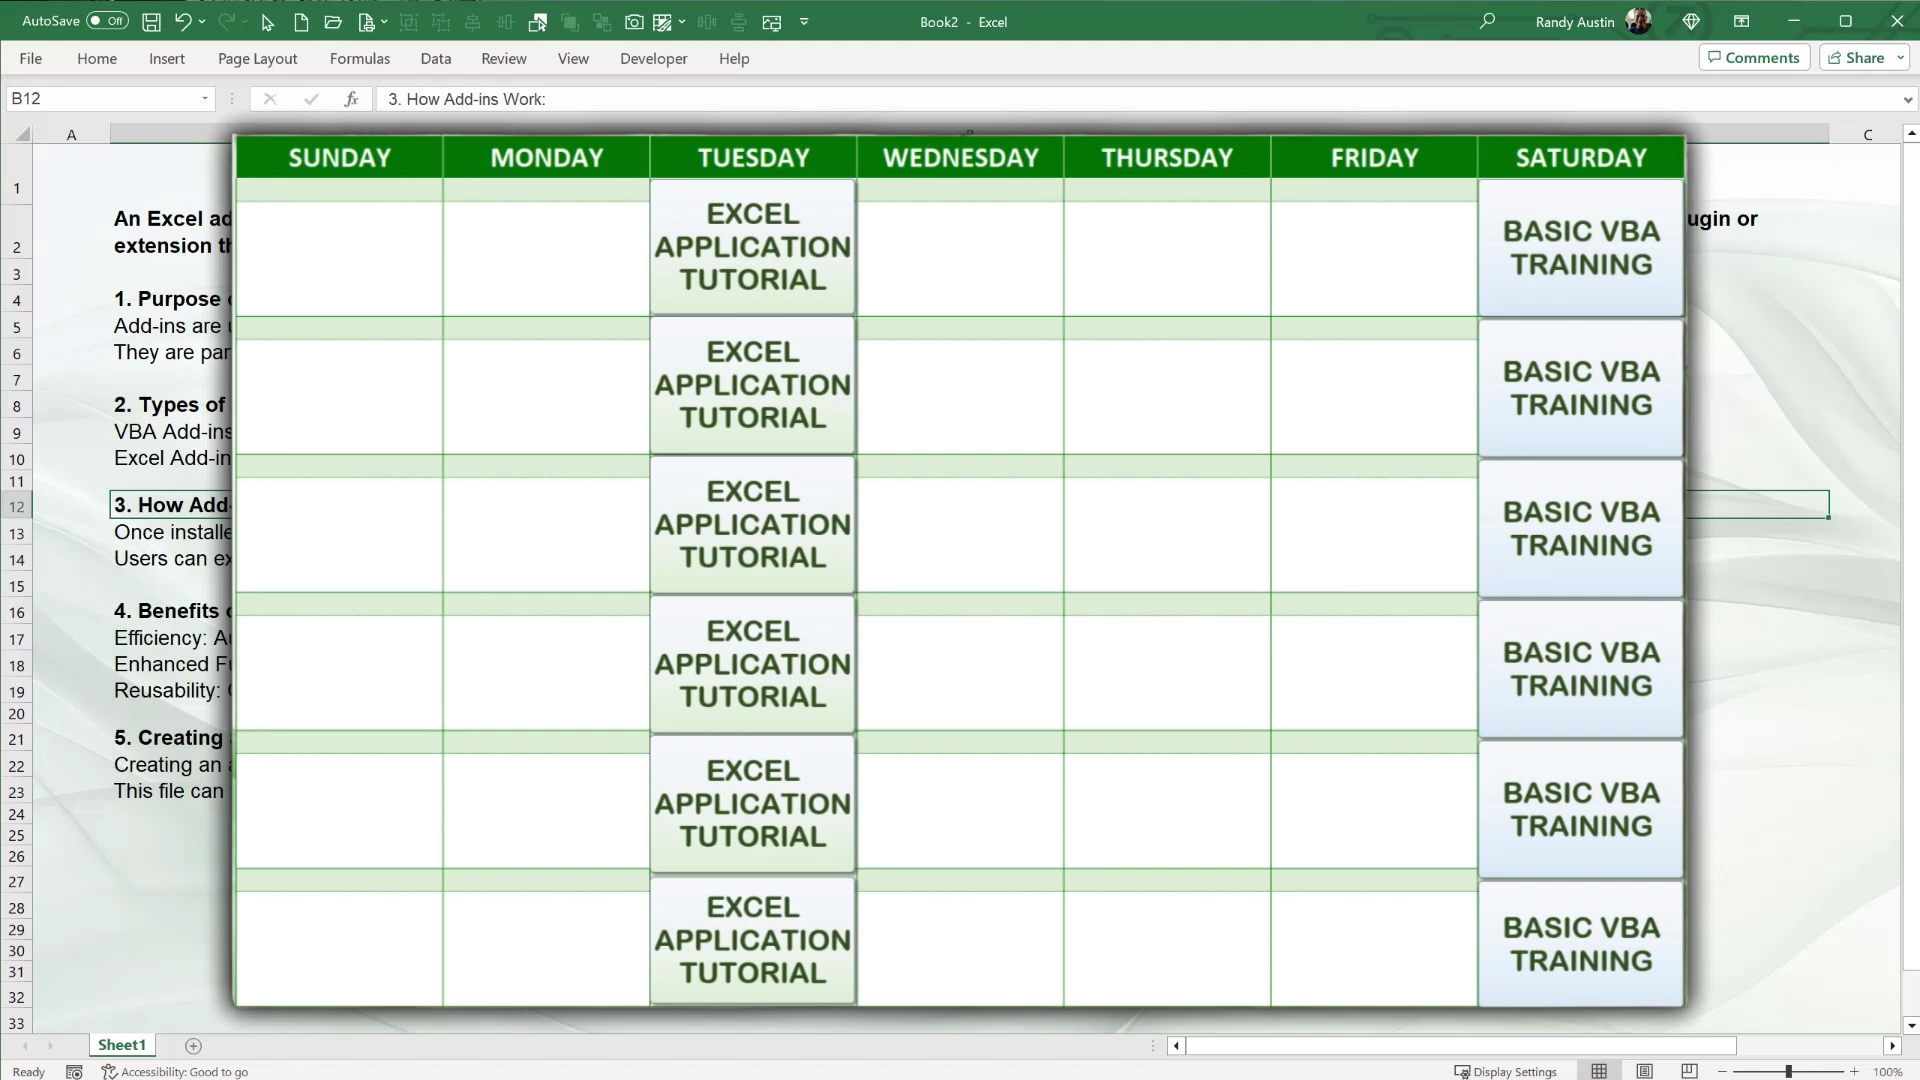 AutoSave Off
Book2 - Excel
Randy Austin
File Home Insert Page Layout Formulas Data Review View Developer Help
Comments Share
B12 fx 3. How Add-ins Work:
A C
SUNDAY MONDAY TUESDAY WEDNESDAY THURSDAY FRIDAY SATURDAY
1
2 An Excel
extension
ugin or
3
4 1. Purpose
5 Add-ins are
6 They are
7
8 2. Types of
9 VBA Add-ins
10 Excel
11
12 3. How
13 Once
14 Users can
15
16 4. Benefits
17 Efficiency:
18 Enhanced
19 Reusability:
20
21 5. Creating
22 Creating an
23 This file can
24
25
26
27
28
29
30
31
32
33
EXCEL
APPLICATION
TUTORIAL
BASIC VBA
TRAINING
EXCEL
APPLICATION
TUTORIAL
BASIC VBA
TRAINING
EXCEL
APPLICATION
TUTORIAL
BASIC VBA
TRAINING
EXCEL
APPLICATION
TUTORIAL
BASIC VBA
TRAINING
EXCEL
APPLICATION
TUTORIAL
BASIC VBA
TRAINING
EXCEL
APPLICATION
TUTORIAL
BASIC VBA
TRAINING
Sheet1
Ready Accessibility: Good to go
Display Settings 100%